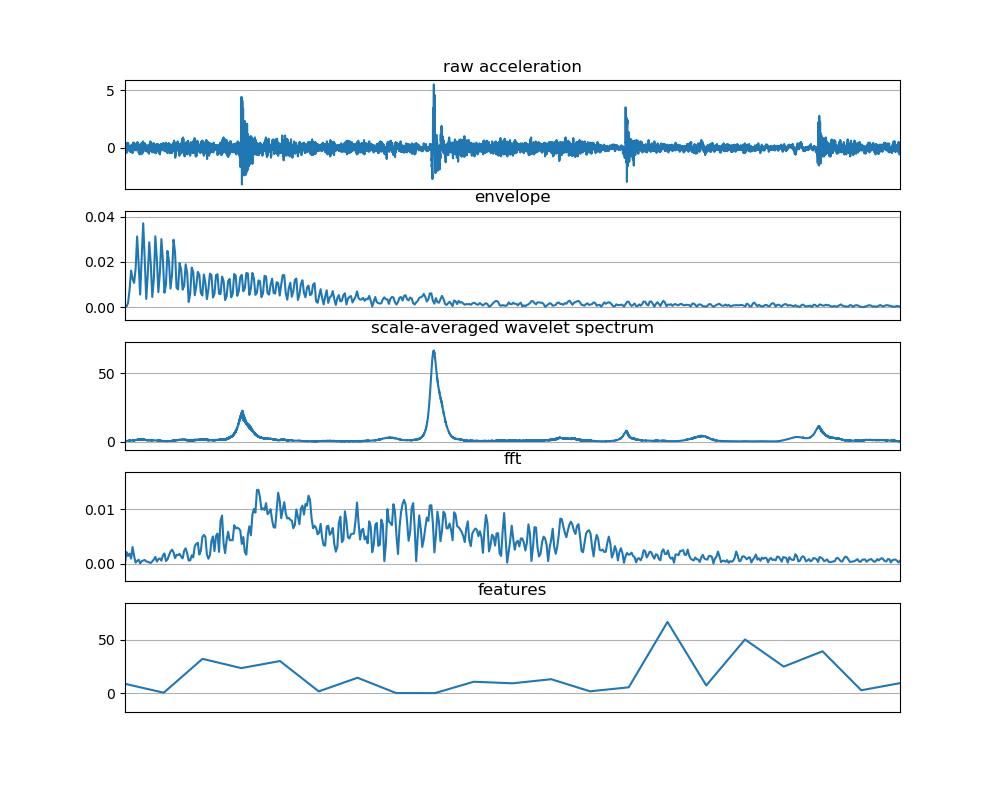 raw acceleration
5
0
envelope
0.04
0.02
0.00
scale-averaged wavelet spectrum
50
0
fft
0.01
0.00
features
50
0